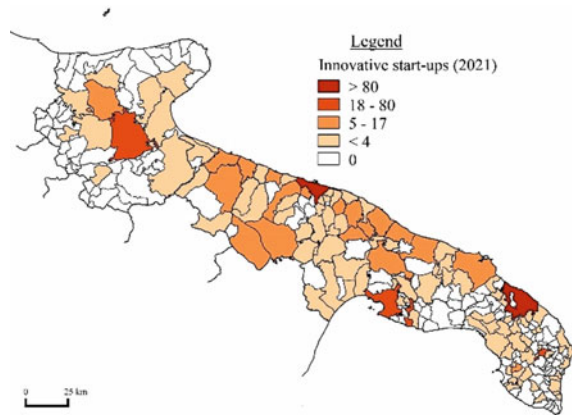 Legend
Innovative start-ups (2021)
> 80
18 - 80
5 - 17
< 4
0
0 25 km